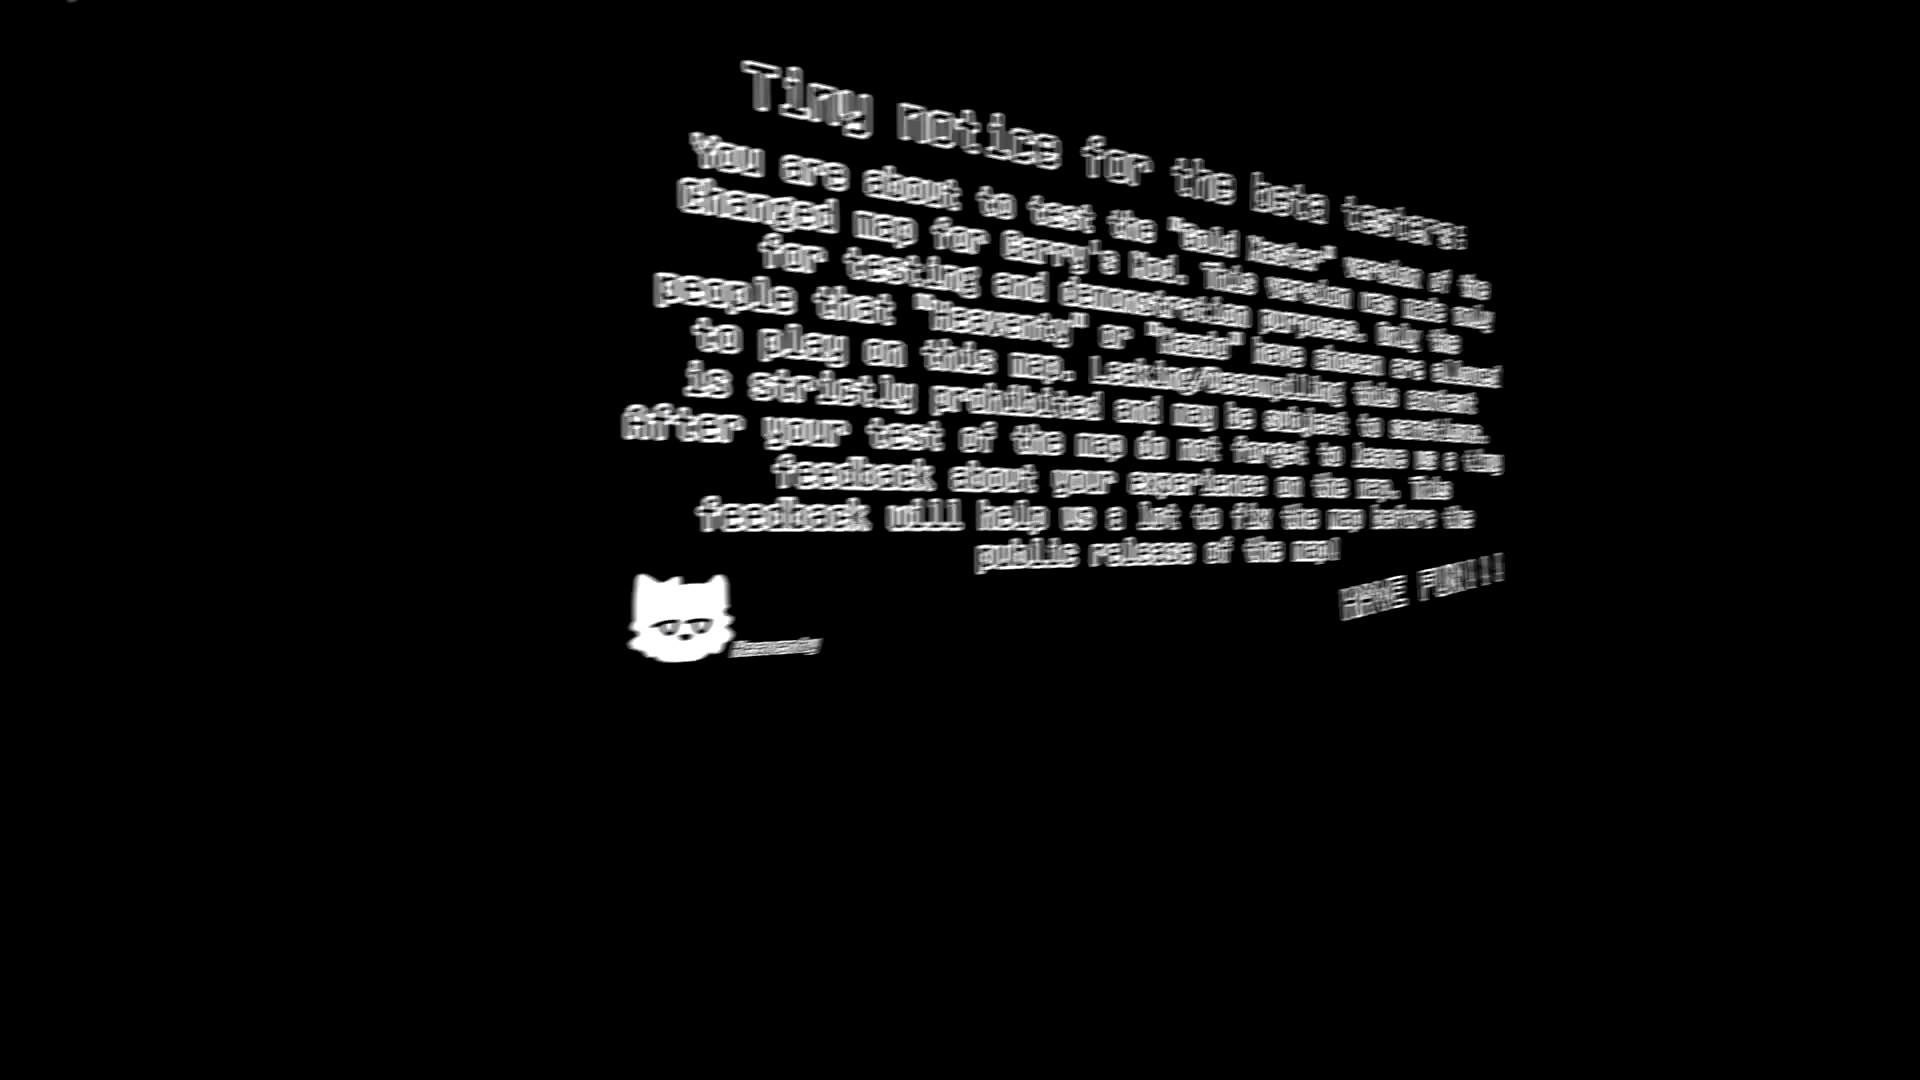 Tiny notice for the beta testers:
You are about to test the "Gold Master" version of the
Changed map for Garry's Mod. This version was made only
for testing and demonstration purposes. Only the
people that "Heaventy" or have chosen are allowed
to play on this map. Leaking/Decompiling this content
is strictly prohibited and may be subject to sanctions.
After your test of the map do not forget to leave us a tiny
feedback about your experience on the map. This
feedback will help us a lot to fix the map before the
public release of the map!
HAVE FUN!!!